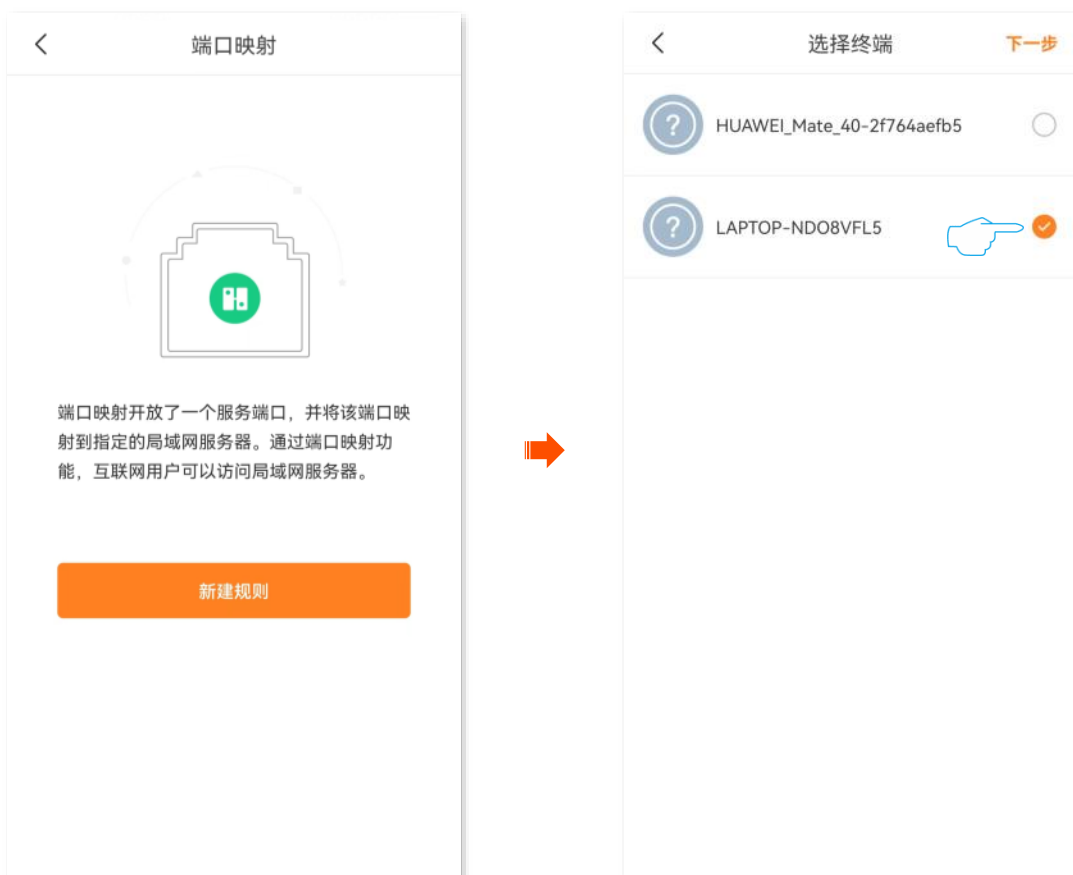 端口映射
端口映射开放了一个服务端口，并将该端口映
射到指定的局域网服务器。通过端口映射功
能，互联网用户可以访问局域网服务器。
新建规则
选择终端
下一步
HUAWEI_Mate_40-2f764aefb5
LAPTOP-NDO8VFL5